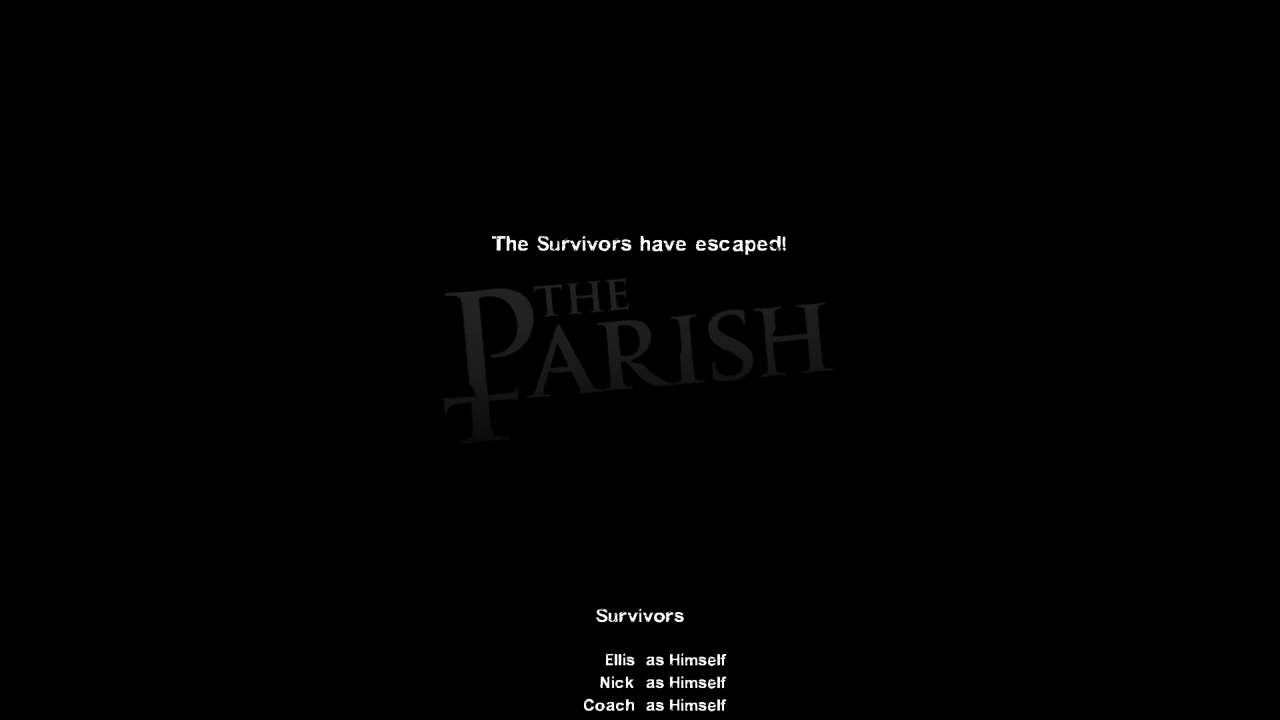 The Survivors have escaped!
THE
PARISH
Survivors
Ellis as Himself
Nick as Himself
Coach as Himself